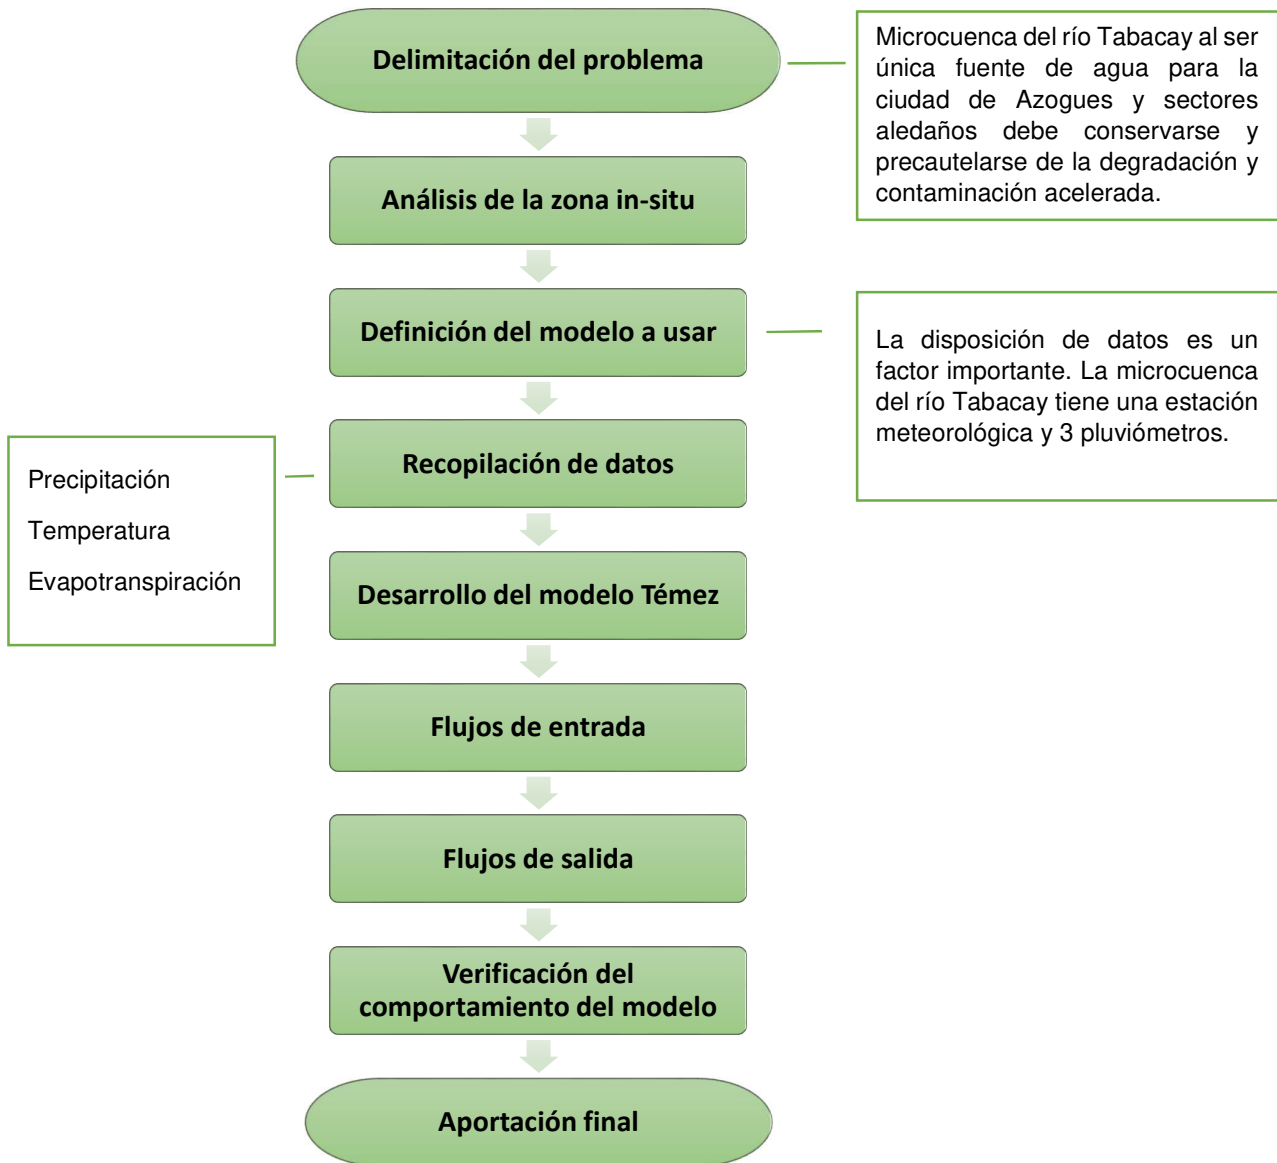 Delimitación del problema
Microcuenca del río Tabacay al ser
única fuente de agua para la
ciudad de Azogues y sectores
aledaños debe conservarse y
precautelarse de la degradación y
contaminación acelerada.
Análisis de la zona in-situ
Definición del modelo a usar
La disposición de datos es un
factor importante. La microcuenca
del río Tabacay tiene una estación
meteorológica y 3 pluviómetros.
Recopilación de datos
Precipitación
Temperatura
Evapotranspiración
Desarrollo del modelo Témez
Flujos de entrada
Flujos de salida
Verificación del
comportamiento del modelo
Aportación final